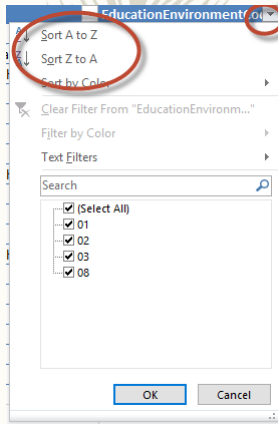 EducationEnvironmentCo
Sort A to Z
Sort Z to A
Sort by Color
Clear Filter From "EducationEnvironm..."
Filter by Color
Text Filters
Search
(Select All)
01
02
03
08
OK
Cancel